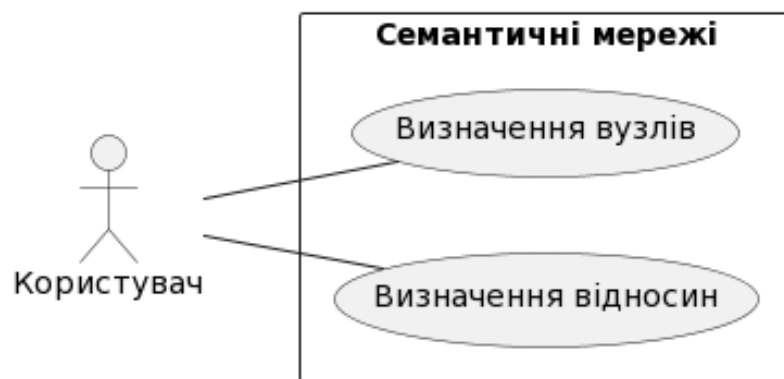 Семантичні мережі
Визначення вузлів
Користувач
Визначення відносин